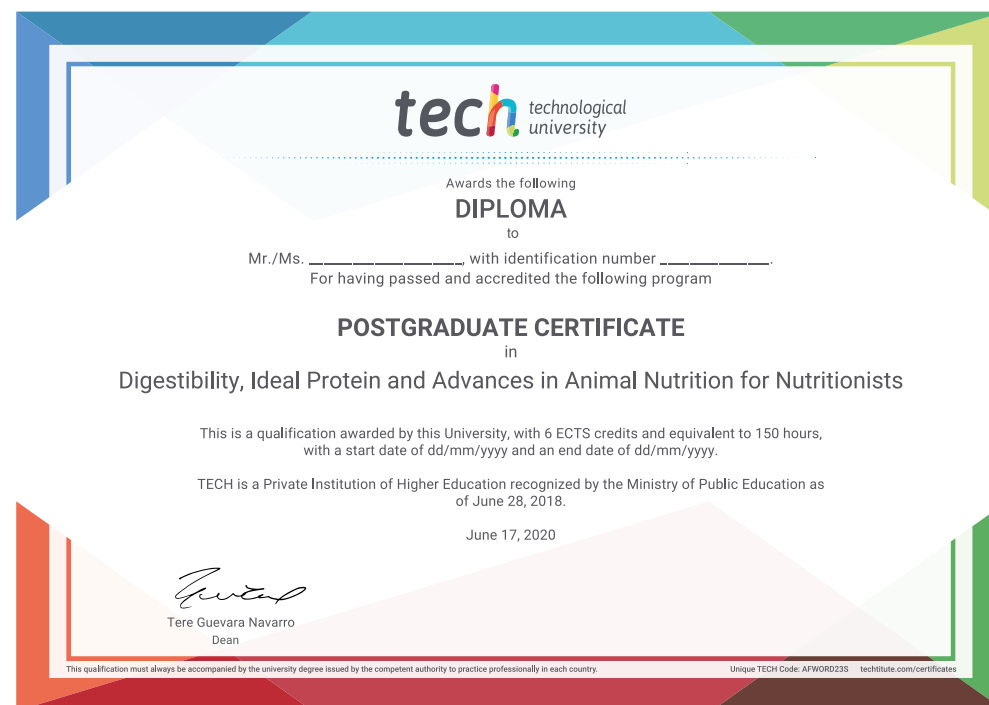 tech technological
university
Awards the following
DIPLOMA
to
Mr./Ms. ____________________, with identification number ______________.
For having passed and accredited the following program
POSTGRADUATE CERTIFICATE
in
Digestibility, Ideal Protein and Advances in Animal Nutrition for Nutritionists
This is a qualification awarded by this University, with 6 ECTS credits and equivalent to 150 hours,
with a start date of dd/mm/yyyy and an end date of dd/mm/yyyy.
TECH is a Private Institution of Higher Education recognized by the Ministry of Public Education as
of June 28, 2018.
June 17, 2020
Tere Guevara Navarro
Dean
This qualification must always be accompanied by the university degree issued by the competent authority to practice professionally in each country.
Unique TECH Code: AFWORD23S techtitute.com/certificates